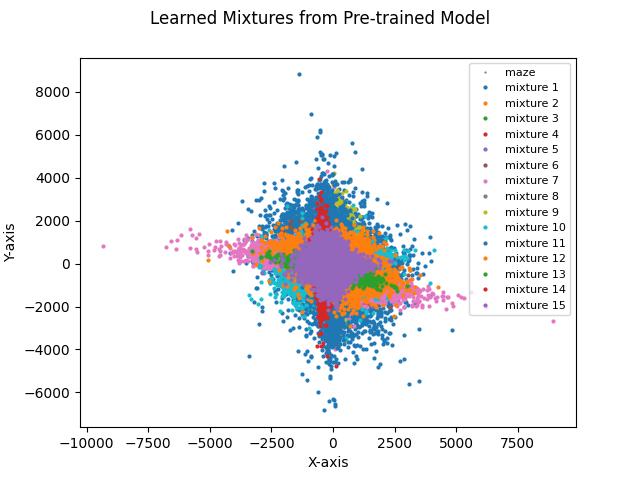 Learned Mixtures from Pre-trained Model
maze
mixture 1
mixture 2
mixture 3
mixture 4
mixture 5
mixture 6
mixture 7
mixture 8
mixture 9
mixture 10
mixture 11
mixture 12
mixture 13
mixture 14
mixture 15
8000
6000
4000
2000
0
−2000
−4000
−6000
Y-axis
−10000 −7500 −5000 −2500 0 2500 5000 7500
X-axis